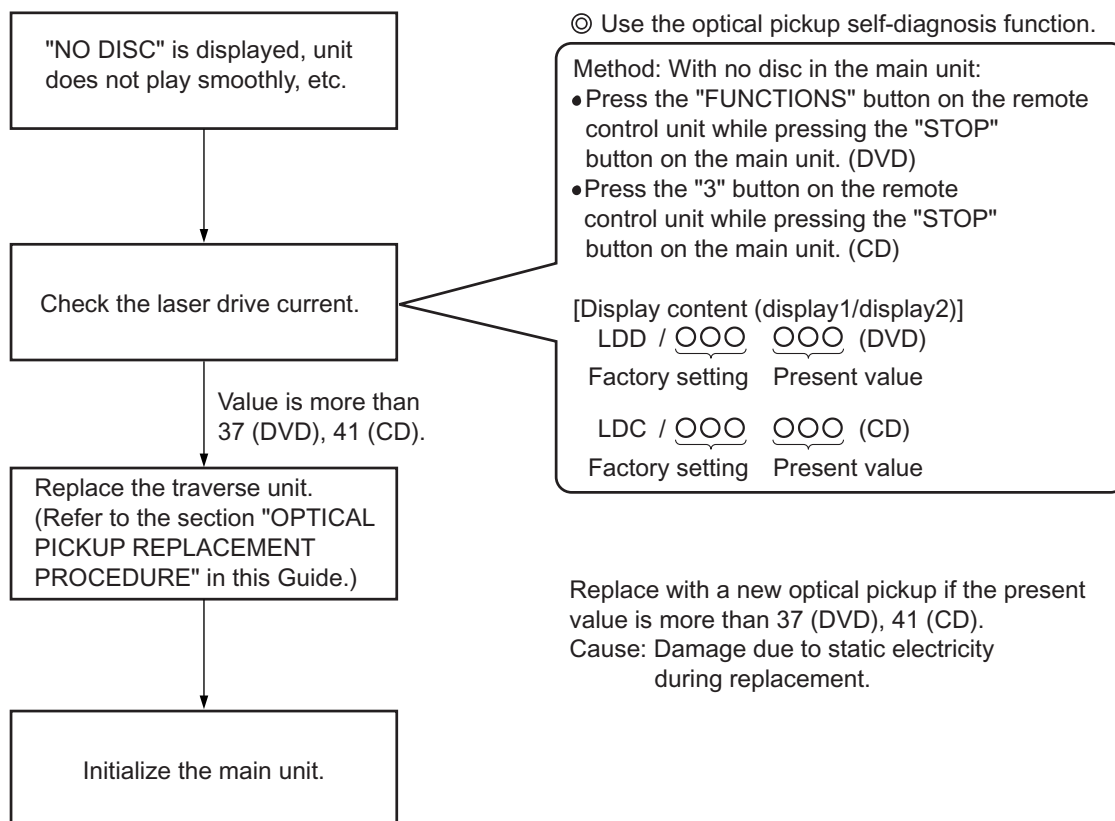 "NO DISC" is displayed, unit
does not play smoothly, etc.
Check the laser drive current.
Value is more than
37 (DVD), 41 (CD).
Replace the traverse unit.
(Refer to the section "OPTICAL
PICKUP REPLACEMENT
PROCEDURE" in this Guide.)
Initialize the main unit.
◎ Use the optical pickup self-diagnosis function.
Method: With no disc in the main unit:
●Press the "FUNCTIONS" button on the remote
control unit while pressing the "STOP"
button on the main unit. (DVD)
●Press the "3" button on the remote
control unit while pressing the "STOP"
button on the main unit. (CD)
[Display content (display1/display2)]
LDD / ○○○ ○○○ (DVD)
Factory setting Present value
LDC / ○○○ ○○○ (CD)
Factory setting Present value
Replace with a new optical pickup if the present
value is more than 37 (DVD), 41 (CD).
Cause: Damage due to static electricity
during replacement.